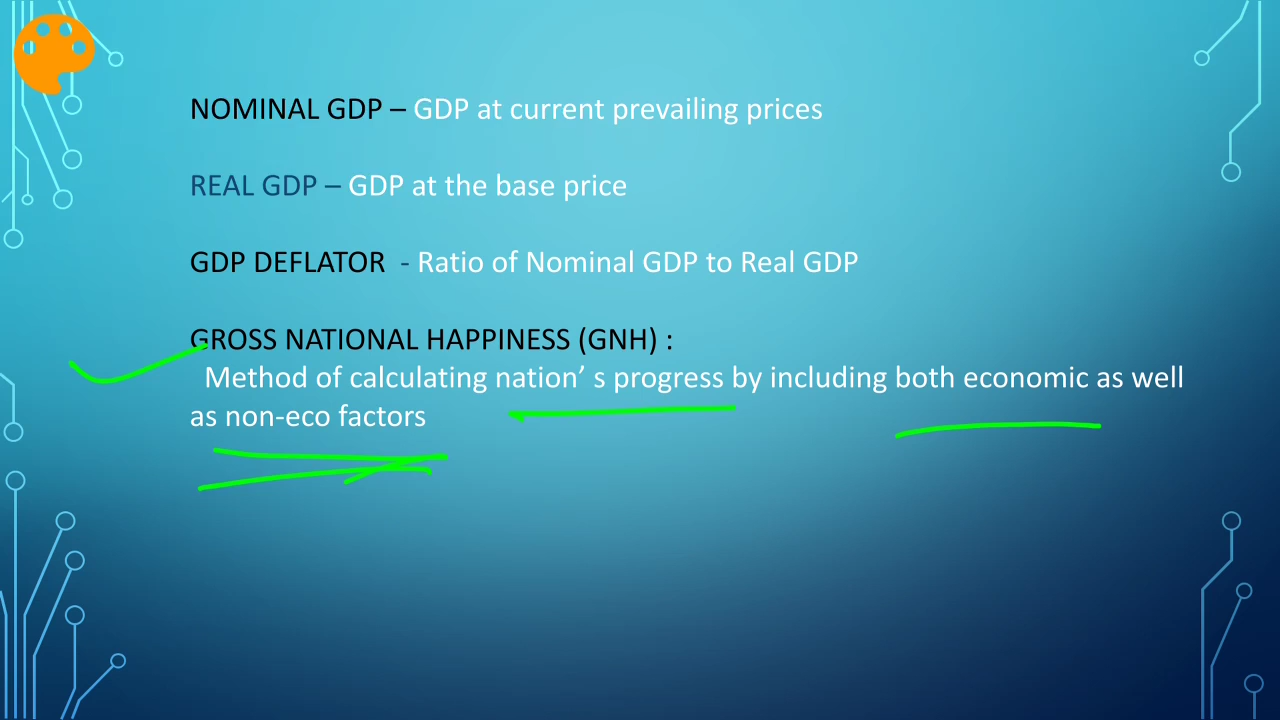 NOMINAL GDP – GDP at current prevailing prices
REAL GDP – GDP at the base price
GDP DEFLATOR - Ratio of Nominal GDP to Real GDP
GROSS NATIONAL HAPPINESS (GNH) :
Method of calculating nation’ s progress by including both economic as well
as non-eco factors